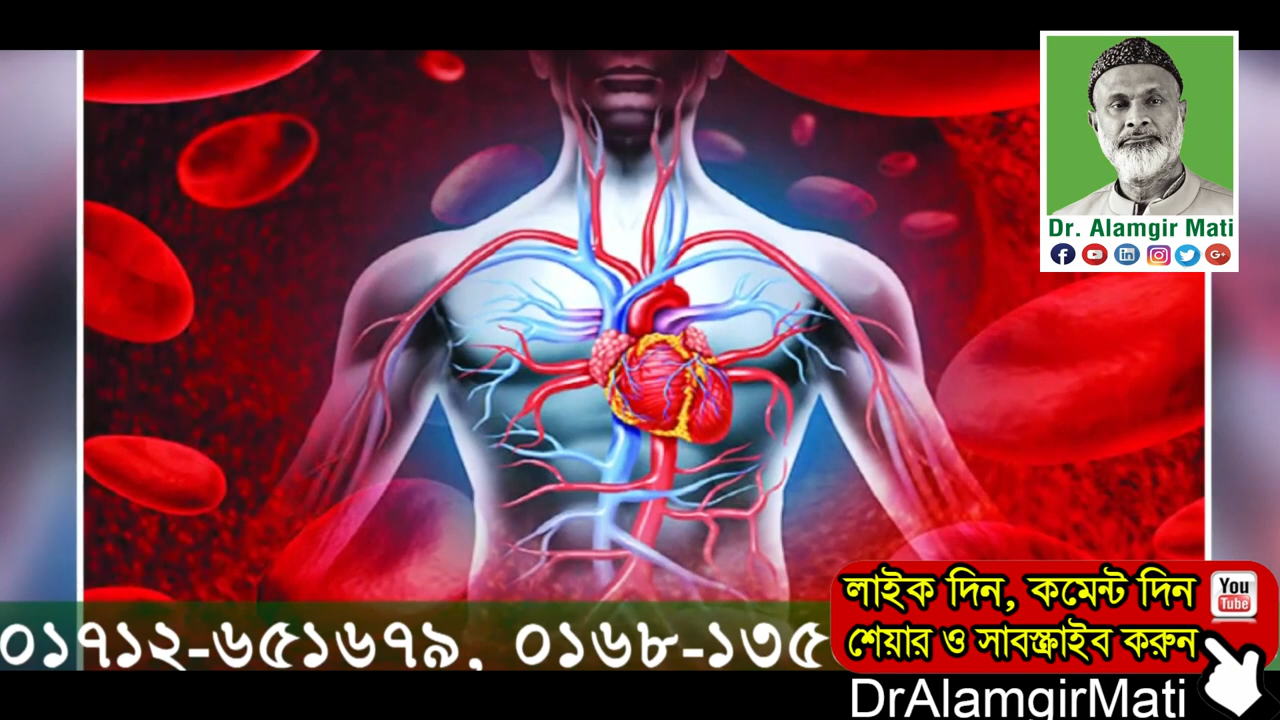 Dr. Alamgir Mati
লাইক দিন, কমেন্ট দিন
শেয়ার ও সাবস্ক্রাইব করুন
You
Tube
০১৭১২-৬৫১৬৭৯, ০১৬৮-১৩৫
DrAlamgirMati